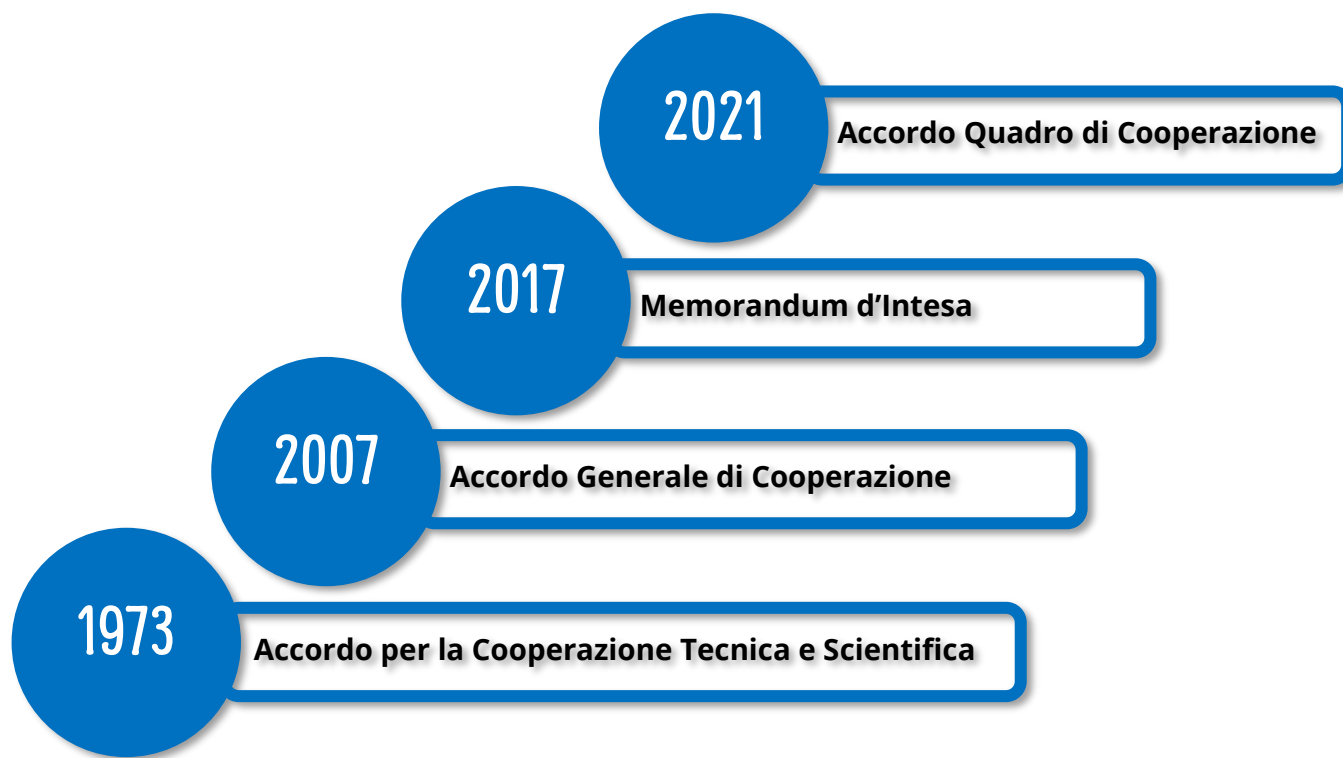 2021
Accordo Quadro di Cooperazione
2017
Memorandum d’Intesa
2007
Accordo Generale di Cooperazione
1973
Accordo per la Cooperazione Tecnica e Scientifica